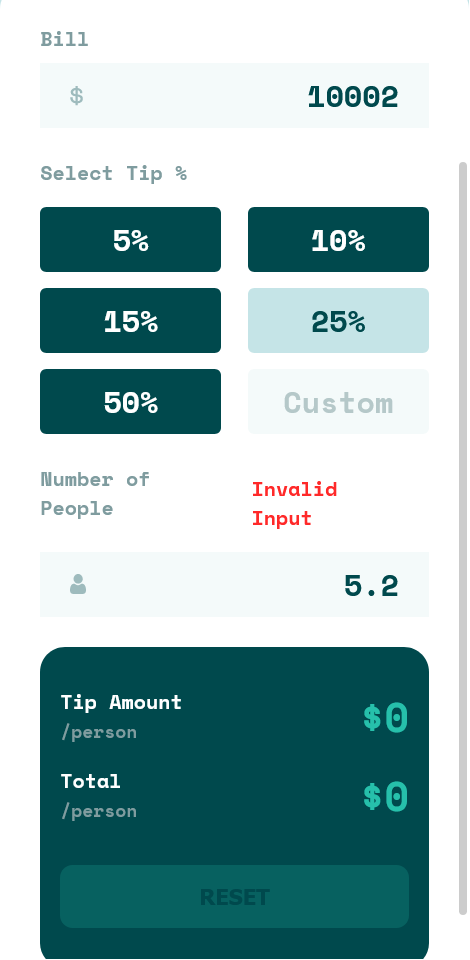 Bill
$ 10002
Select Tip %
5% 10%
15% 25%
50% Custom
Number of
People
Invalid
Input
5.2
Tip Amount
/person
$0
Total
/person
$0
RESET